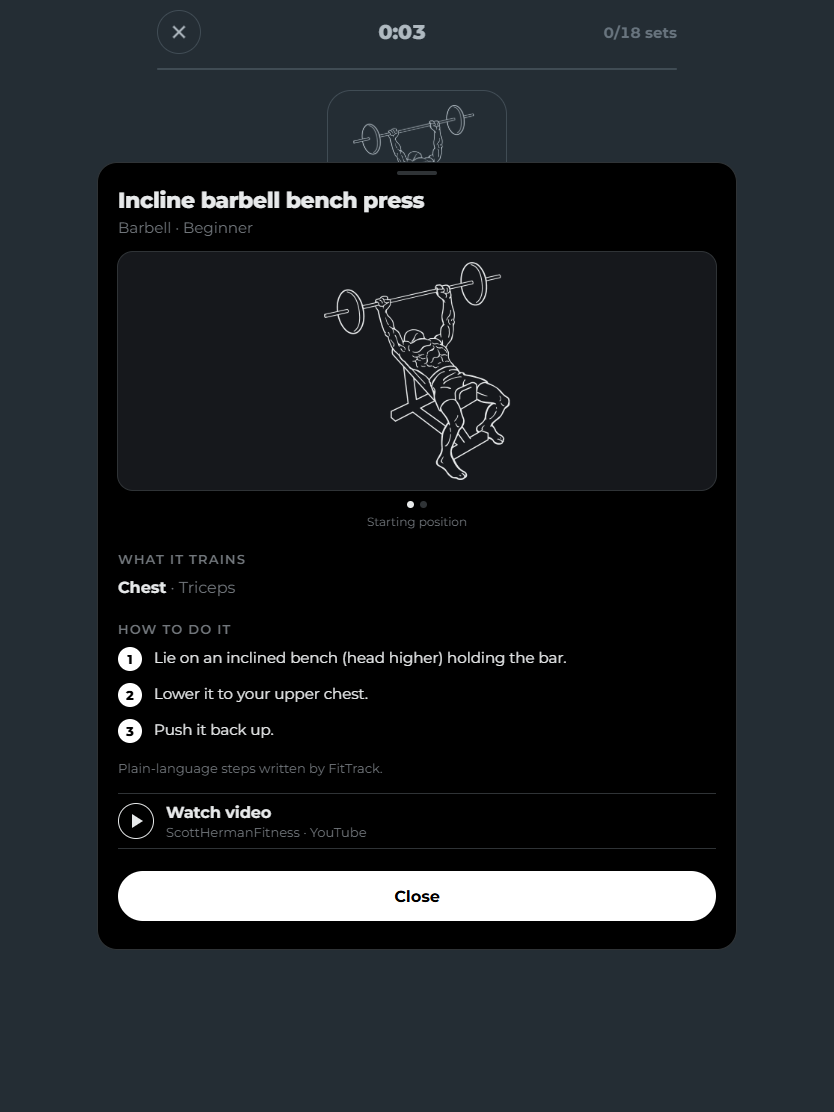 0:03
0/18 sets
Incline barbell bench press
Barbell · Beginner
Starting position
WHAT IT TRAINS
Chest · Triceps
HOW TO DO IT
1 Lie on an inclined bench (head higher) holding the bar.
2 Lower it to your upper chest.
3 Push it back up.
Plain-language steps written by FitTrack.
Watch video
ScottHermanFitness · YouTube
Close